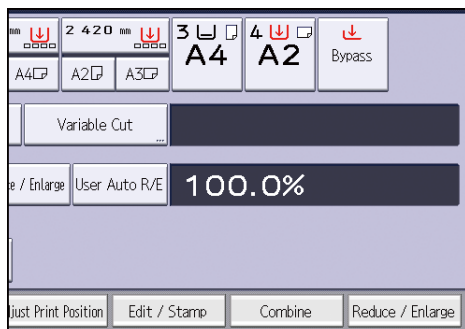 mm 2 420 mm 3 4
A4 A2 Bypass
A4 A2 A3
Variable Cut ...
/ Enlarge User Auto R/E 100.0%
Print Position Edit / Stamp Combine Reduce / Enlarge